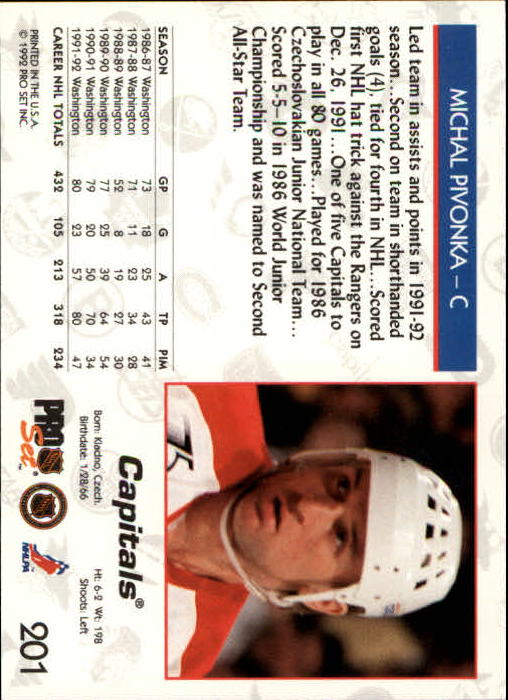 MICHAL PIVONKA – C
Led team in assists and points in 1991-92
season....Second on team in shorthanded
goals (4), tied for fourth in NHL....Scored
first NHL hat trick against the Rangers on
Dec. 26, 1991....One of five Capitals to
play in all 80 games....Played for 1986
Czechoslovakian Junior National Team....
Scored 5-5–10 in 1986 World Junior
Championship and was named to Second
All-Star Team.
SEASON GP G A TP PIM
1986-87 Washington 73 18 25 43 41
1987-88 Washington 71 11 23 34 28
1988-89 Washington 52 8 19 27 30
1989-90 Washington 77 25 39 64 54
1990-91 Washington 79 20 50 70 34
1991-92 Washington 80 23 57 80 47
CAREER NHL TOTALS 432 105 213 318 234
PRINTED IN THE U.S.A.
© 1992 PRO SET INC.
Capitals®
Born: Kladno, Czech. Ht: 6-2 Wt: 198
Birthdate: 1/28/66 Shoots: Left
PRO Set™ ®
NHL
NHLPA
201